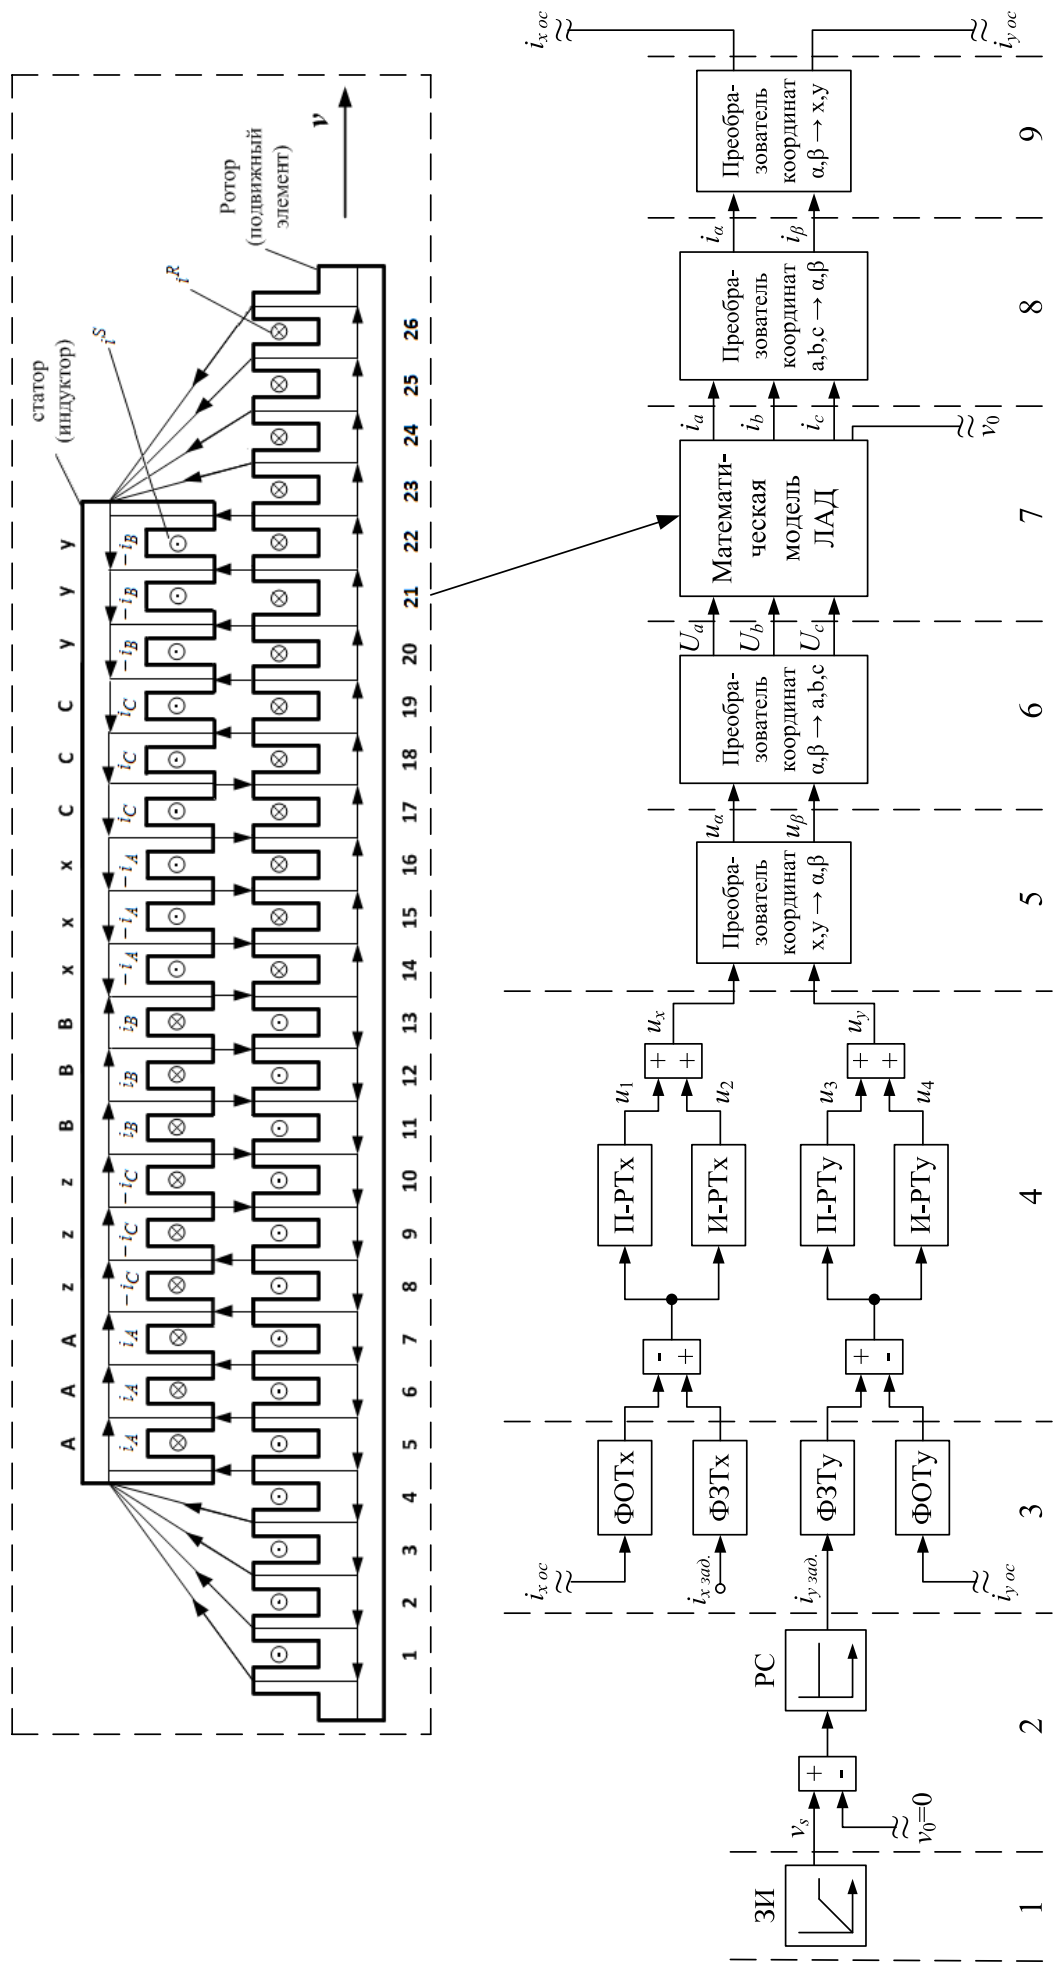 статор
(индуктор)
i^S
Ротор
(подвижный
элемент)
i^R
v
A A A z z z B B B x x x C C C y y y
i_A i_A i_A −i_C −i_C −i_C i_B i_B i_B −i_A −i_A −i_A i_C i_C i_C −i_B −i_B −i_B
1 2 3 4 5 6 7 8 9 10 11 12 13 14 15 16 17 18 19 20 21 22 23 24 25 26
ЗИ
v_s
+
-
v_0=0
РС
i_x ос
i_x зад.
i_y зад.
i_y ос
ФОТх
ФЗТх
ФЗТу
ФОТу
-
+
+
-
П-РТх
И-РТх
П-РТу
И-РТу
u_1
u_2
u_3
u_4
+
+
+
+
u_x
u_y
Преобра-
зователь
координат
x,y → α,β
u_α
u_β
Преобра-
зователь
координат
α,β → a,b,c
U_a
U_b
U_c
Математи-
ческая
модель
ЛАД
i_a
i_b
i_c
v_0
Преобра-
зователь
координат
a,b,c → α,β
i_α
i_β
Преобра-
зователь
координат
α,β → x,y
i_x ос
i_y ос
1 2 3 4 5 6 7 8 9